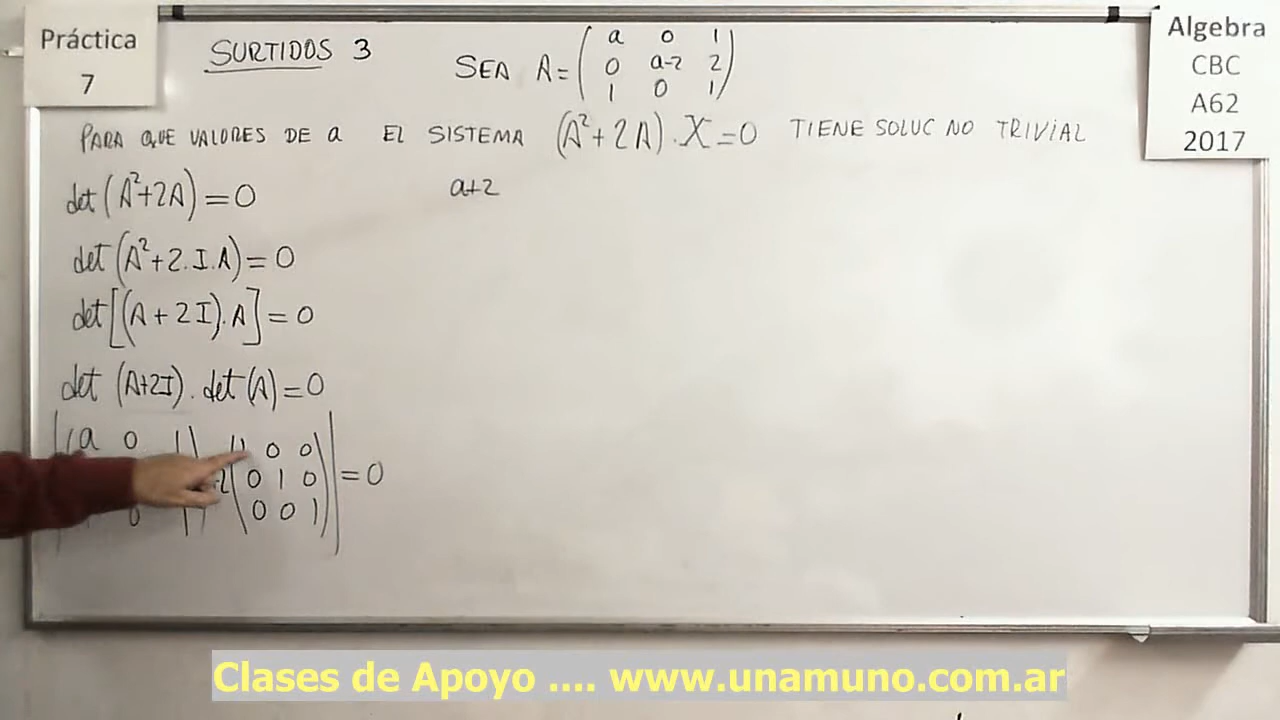 Práctica
7
SURTIDOS 3
SEA A = ( a 0 1
0 a-2 2
1 0 1 )
Algebra
CBC
A62
2017
PARA QUE VALORES DE a EL SISTEMA (A²+2A).X=0 TIENE SOLUC NO TRIVIAL
det (A²+2A)=0
a+2
det (A²+2.I.A)=0
det[(A+2I).A]=0
det (A+2I).det(A)=0
|( a 0 1 ) ( 1 0 0
0 1 0
0 0 1 )| =0
Clases de Apoyo .... www.unamuno.com.ar